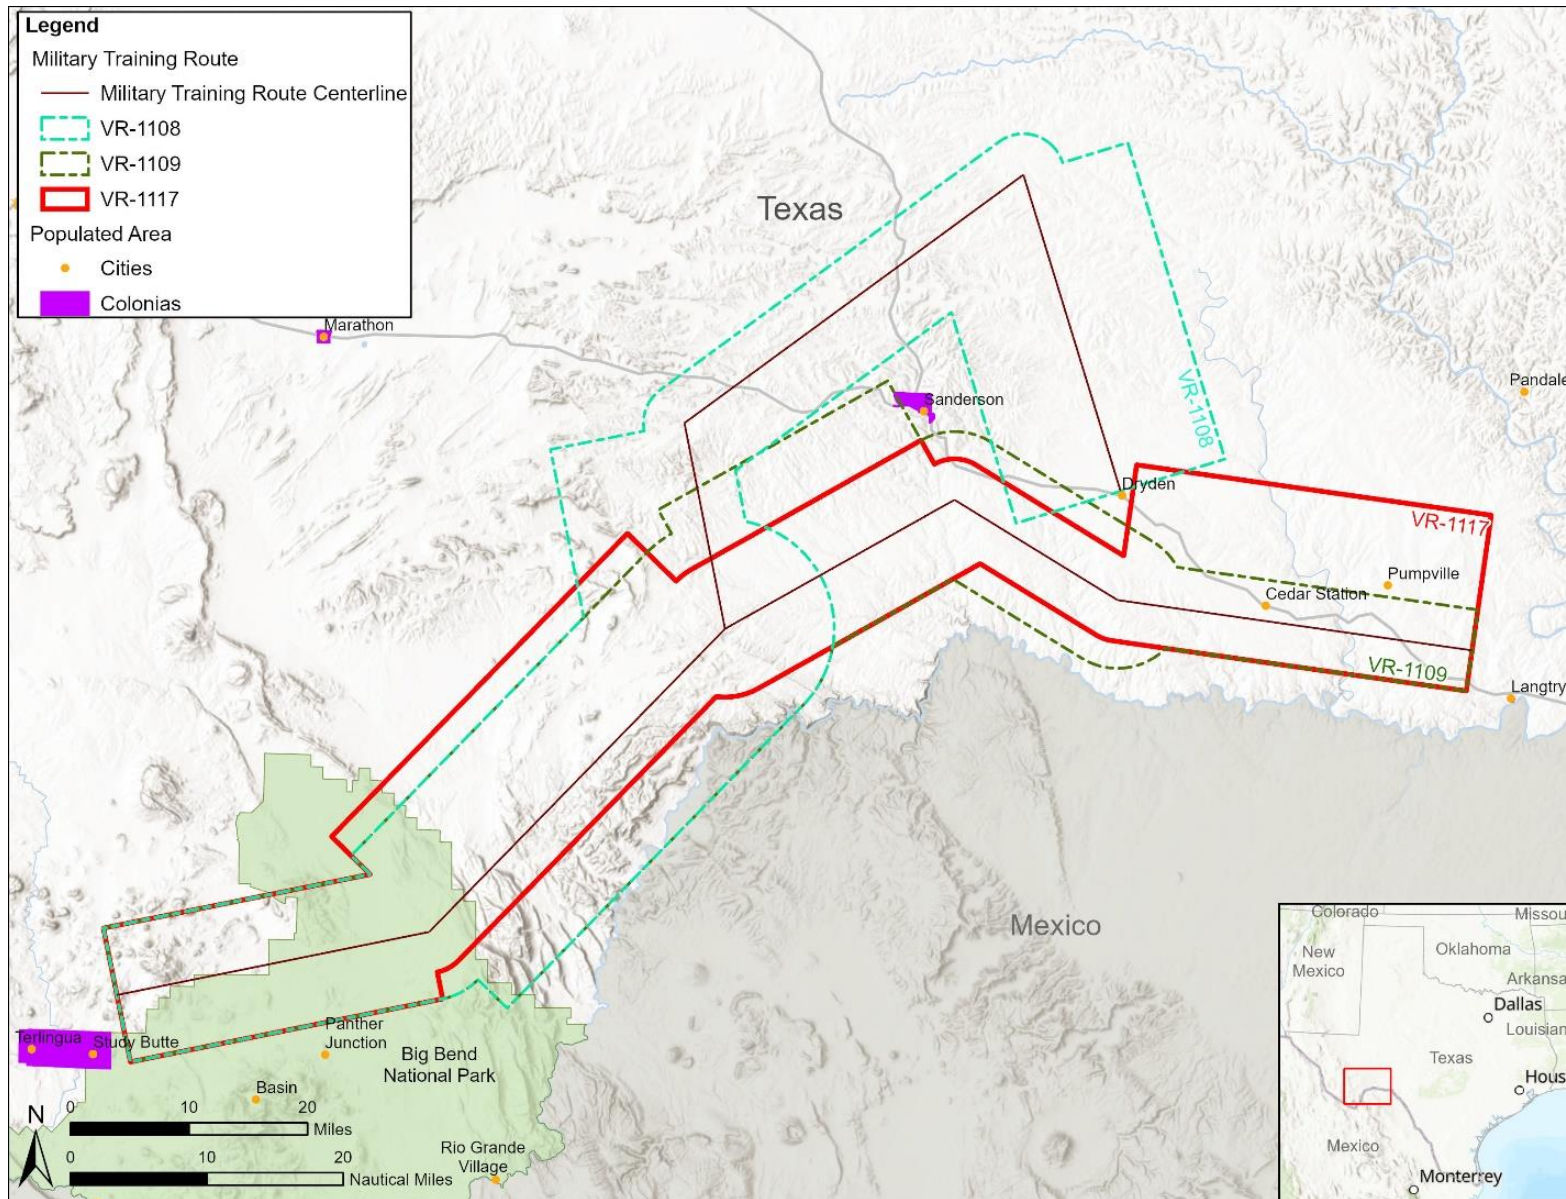 Legend
Military Training Route
Military Training Route Centerline
VR-1108
VR-1109
VR-1117
Populated Area
Cities
Colonias
Texas
Marathon
VR-1108
Pandale
Sanderson
Dryden
VR-1117
Pumpville
Cedar Station
VR-1109
Langtry
Mexico
Terlingua
Study Butte
Panther
Junction
Big Bend
National Park
Basin
N
0 10 20
Miles
0 10 20
Nautical Miles
Rio Grande
Village
Colorado
Missou
New
Mexico
Oklahoma
Arkansa
Dallas
Louisian
Texas
Hous
Mexico
Monterrey